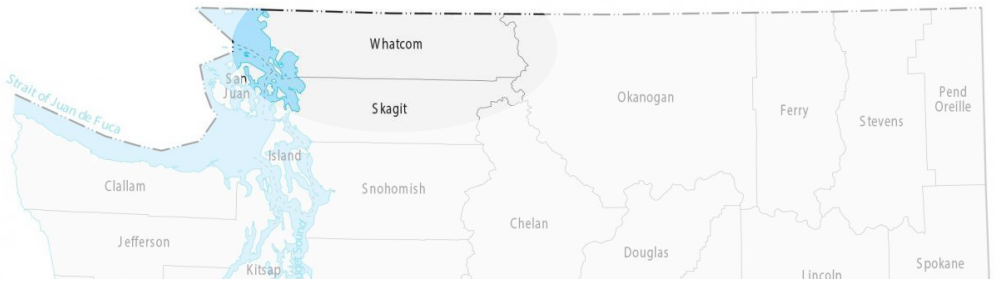 Whatcom
San
Juan
Strait of Juan de Fuca
Skagit
Okanogan
Ferry
Stevens
Pend
Oreille
Island
Clallam
Snohomish
Chelan
Jefferson
Douglas
Kitsap
Sound
Lincoln
Spokane